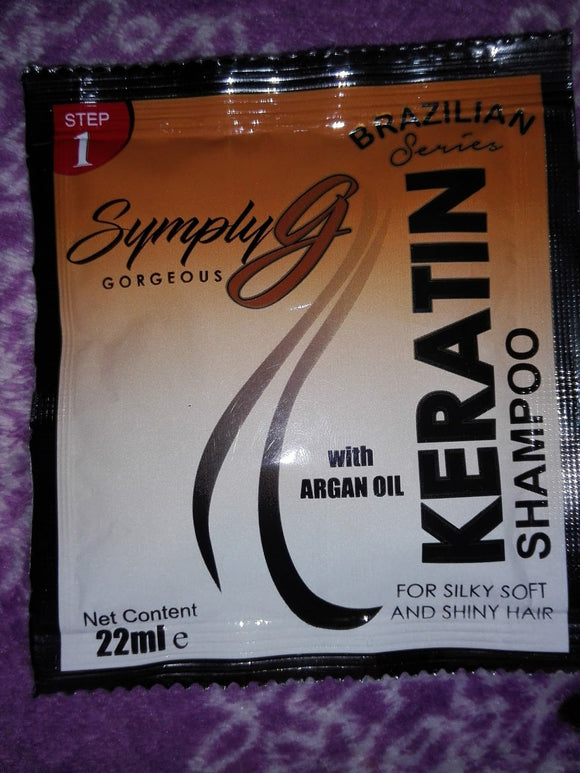 STEP
1
BRAZILIAN
Series
SymplyG
GORGEOUS
KERATIN
SHAMPOO
with
ARGAN OIL
FOR SILKY SOFT
AND SHINY HAIR
Net Content
22ml e